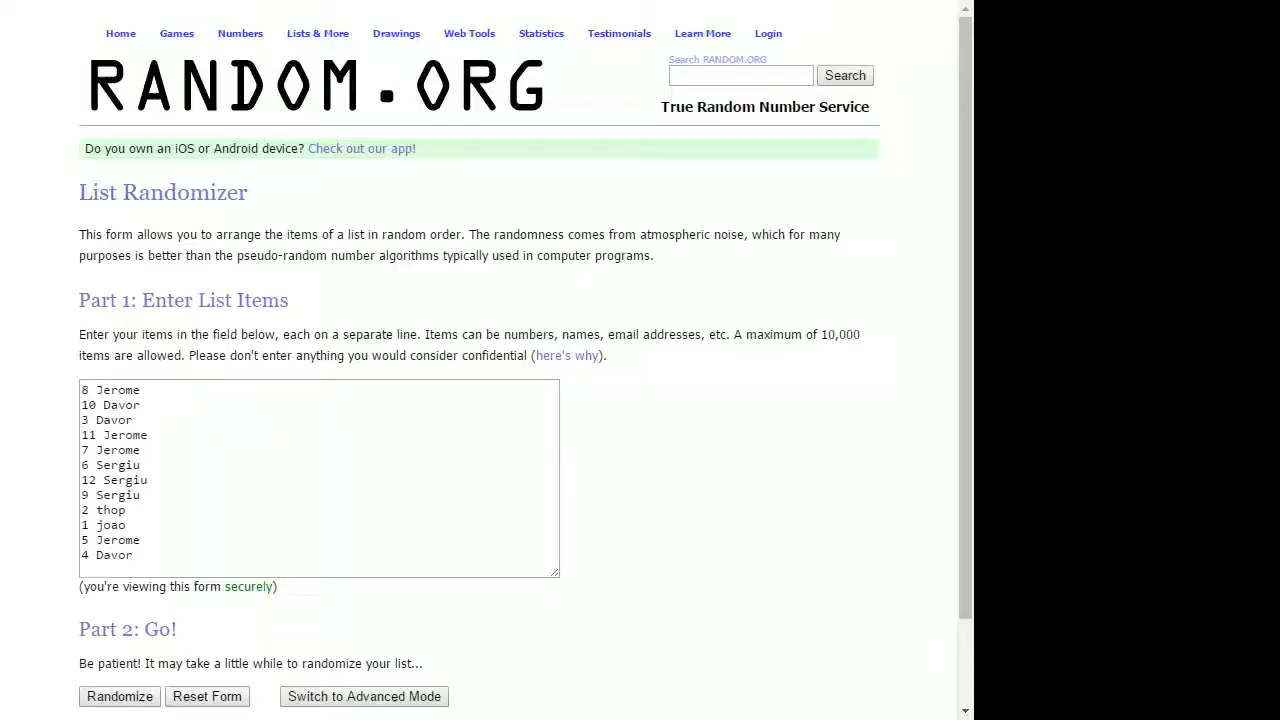 Home Games Numbers Lists & More Drawings Web Tools Statistics Testimonials Learn More Login
RANDOM.ORG
Search RANDOM.ORG
Search
True Random Number Service
Do you own an iOS or Android device? Check out our app!
List Randomizer
This form allows you to arrange the items of a list in random order. The randomness comes from atmospheric noise, which for many
purposes is better than the pseudo-random number algorithms typically used in computer programs.
Part 1: Enter List Items
Enter your items in the field below, each on a separate line. Items can be numbers, names, email addresses, etc. A maximum of 10,000
items are allowed. Please don't enter anything you would consider confidential (here's why).
8 Jerome
10 Davor
3 Davor
11 Jerome
7 Jerome
6 Sergiu
12 Sergiu
9 Sergiu
2 thop
1 joao
5 Jerome
4 Davor
(you're viewing this form securely)
Part 2: Go!
Be patient! It may take a little while to randomize your list...
Randomize Reset Form Switch to Advanced Mode